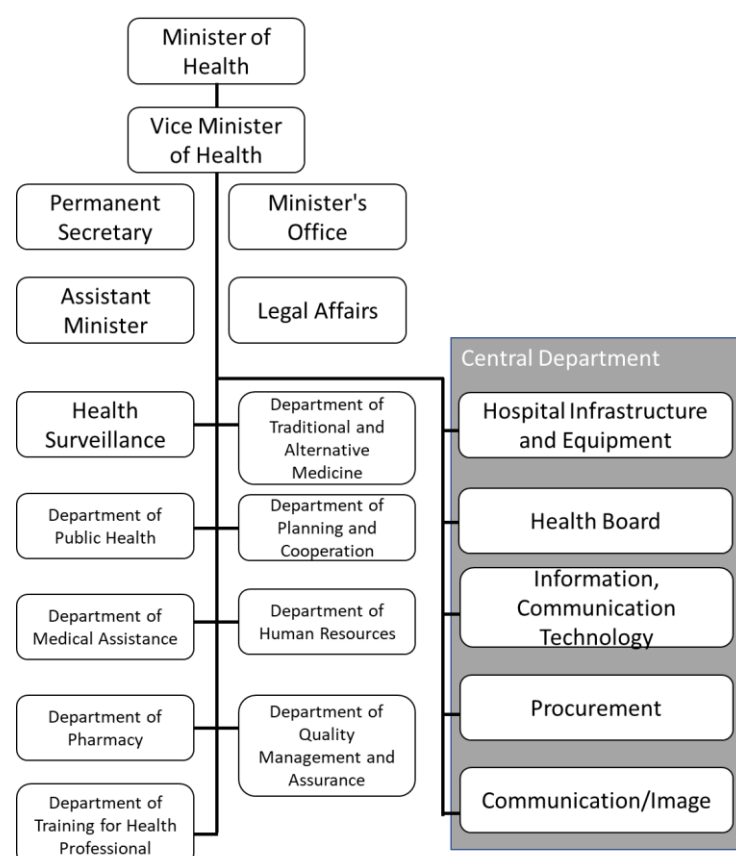 Minister of
Health
Vice Minister
of Health
Permanent
Secretary
Minister's
Office
Assistant
Minister
Legal Affairs
Central Department
Health
Surveillance
Department of
Traditional and
Alternative
Medicine
Hospital Infrastructure
and Equipment
Department of
Public Health
Department of
Planning and
Cooperation
Health Board
Department of
Medical Assistance
Department of
Human Resources
Information,
Communication
Technology
Department of
Pharmacy
Department of
Quality
Management and
Assurance
Procurement
Department of
Training for Health
Professional
Communication/Image